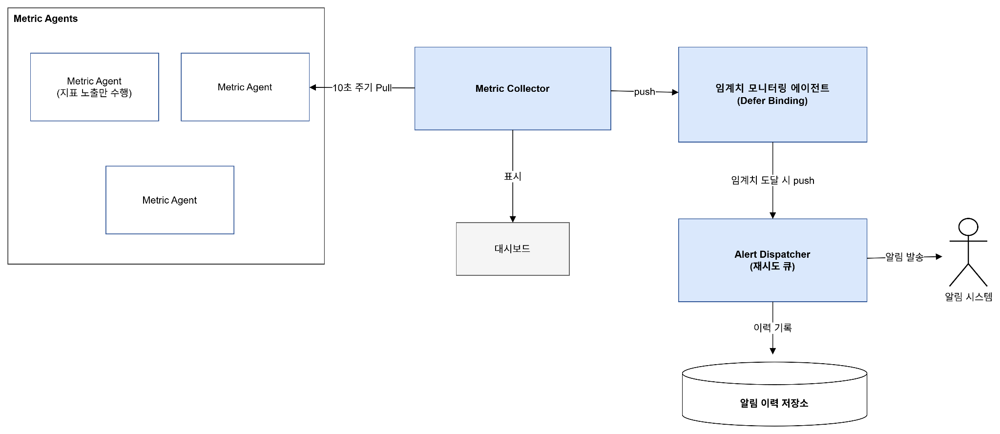 Metric Agents
Metric Agent
(지표 노출만 수행)
Metric Agent
Metric Agent
10초 주기 Pull
Metric Collector
push
임계치 모니터링 에이전트
(Defer Binding)
표시
대시보드
임계치 도달 시 push
Alert Dispatcher
(재시도 큐)
알림 발송
알림 시스템
이력 기록
알림 이력 저장소